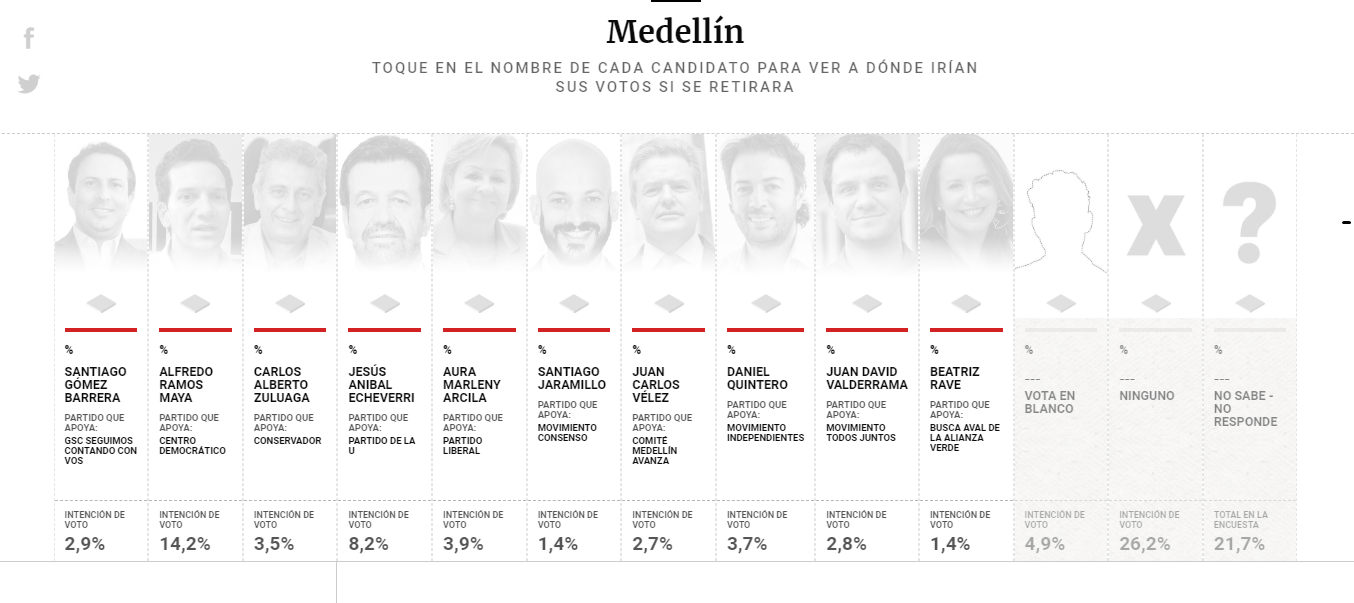 Medellín
TOQUE EN EL NOMBRE DE CADA CANDIDATO PARA VER A DÓNDE IRÍAN
SUS VOTOS SI SE RETIRARA
%
SANTIAGO
GÓMEZ
BARRERA
PARTIDO QUE
APOYA:
GSC SEGUIMOS
CONTANDO CON
VOS
INTENCIÓN DE
VOTO
2,9%
%
ALFREDO
RAMOS
MAYA
PARTIDO QUE
APOYA:
CENTRO
DEMOCRÁTICO
INTENCIÓN DE
VOTO
14,2%
%
CARLOS
ALBERTO
ZULUAGA
PARTIDO QUE
APOYA:
CONSERVADOR
INTENCIÓN DE
VOTO
3,5%
%
JESÚS
ANIBAL
ECHEVERRI
PARTIDO QUE
APOYA:
PARTIDO DE LA
U
INTENCIÓN DE
VOTO
8,2%
%
AURA
MARLENY
ARCILA
PARTIDO QUE
APOYA:
PARTIDO
LIBERAL
INTENCIÓN DE
VOTO
3,9%
%
SANTIAGO
JARAMILLO
PARTIDO QUE
APOYA:
MOVIMIENTO
CONSENSO
INTENCIÓN DE
VOTO
1,4%
%
JUAN
CARLOS
VÉLEZ
PARTIDO QUE
APOYA:
COMITÉ
MEDELLÍN
AVANZA
INTENCIÓN DE
VOTO
2,7%
%
DANIEL
QUINTERO
PARTIDO QUE
APOYA:
MOVIMIENTO
INDEPENDIENTES
INTENCIÓN DE
VOTO
3,7%
%
JUAN DAVID
VALDERRAMA
PARTIDO QUE
APOYA:
MOVIMIENTO
TODOS JUNTOS
INTENCIÓN DE
VOTO
2,8%
%
BEATRIZ
RAVE
PARTIDO QUE
APOYA:
BUSCA AVAL DE
LA ALIANZA
VERDE
INTENCIÓN DE
VOTO
1,4%
%
---
VOTA EN
BLANCO
INTENCIÓN DE
VOTO
4,9%
X
%
---
NINGUNO
INTENCIÓN DE
VOTO
26,2%
?
%
---
NO SABE -
NO
RESPONDE
TOTAL EN LA
ENCUESTA
21,7%